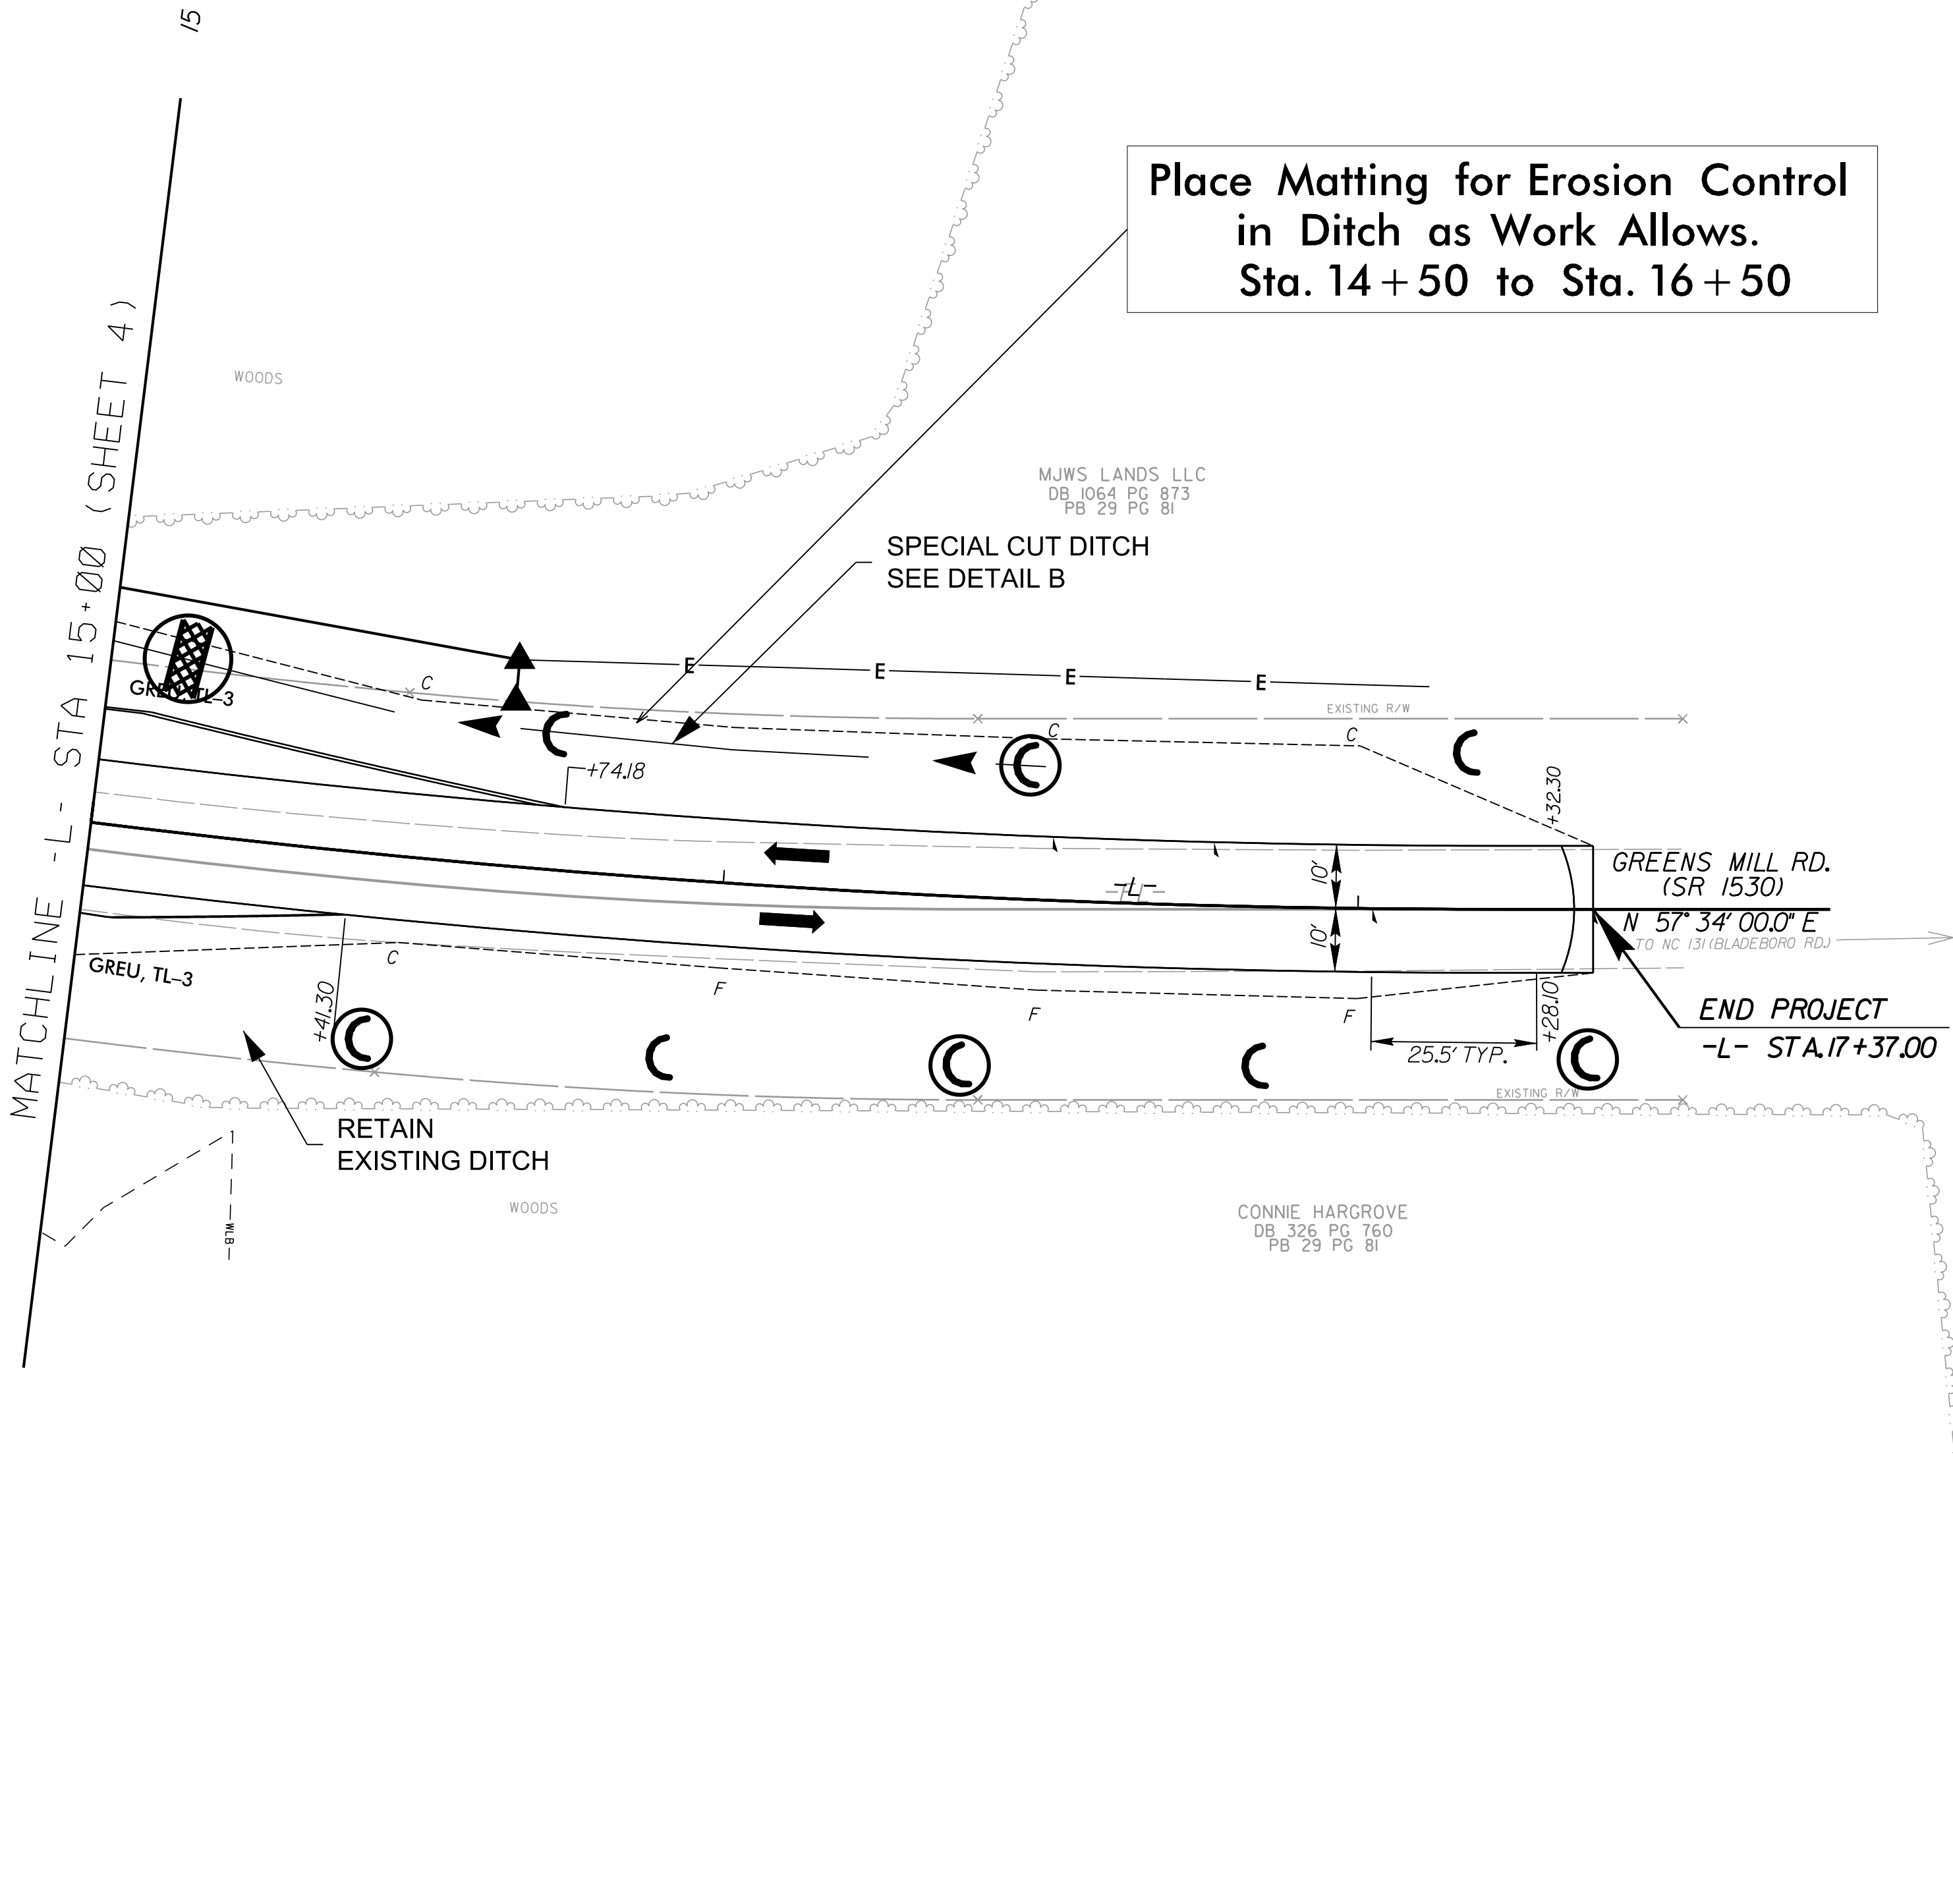 15
Place Matting for Erosion Control
in Ditch as Work Allows.
Sta. 14+50 to Sta. 16+50
MATCHLINE -L- STA 15+00 (SHEET 4)
WOODS
MJWS LANDS LLC
DB 1064 PG 873
PB 29 PG 81
SPECIAL CUT DITCH
SEE DETAIL B
E
E
E
E
C
GREU, TL-3
EXISTING R/W
C
C
+74.18
+32.30
10'
-L-
10'
GREENS MILL RD.
(SR 1530)
N 57° 34' 00.0" E
TO NC 131 (BLADEBORO RD.)
C
GREU, TL-3
F
F
F
+41.30
+28.10
25.5' TYP.
END PROJECT
-L- STA.17+37.00
EXISTING R/W
RETAIN
EXISTING DITCH
WLB
WOODS
CONNIE HARGROVE
DB 326 PG 760
PB 29 PG 81